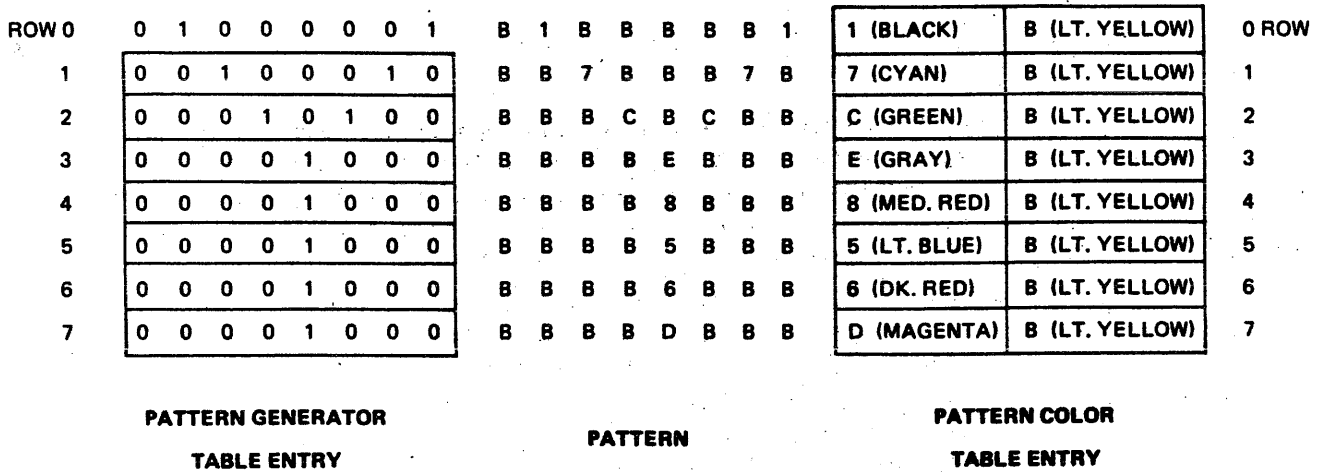 ROW 0 0 1 0 0 0 0 0 1 B 1 B B B B B 1 1 (BLACK) B (LT. YELLOW) 0 ROW
1 0 0 1 0 0 0 1 0 B B 7 B B B 7 B 7 (CYAN) B (LT. YELLOW) 1
2 0 0 0 1 0 1 0 0 B B B C B C B B C (GREEN) B (LT. YELLOW) 2
3 0 0 0 0 1 0 0 0 B B B B E B B B E (GRAY) B (LT. YELLOW) 3
4 0 0 0 0 1 0 0 0 B B B B 8 B B B 8 (MED. RED) B (LT. YELLOW) 4
5 0 0 0 0 1 0 0 0 B B B B 5 B B B 5 (LT. BLUE) B (LT. YELLOW) 5
6 0 0 0 0 1 0 0 0 B B B B 6 B B B 6 (DK. RED) B (LT. YELLOW) 6
7 0 0 0 0 1 0 0 0 B B B B D B B B D (MAGENTA) B (LT. YELLOW) 7
PATTERN GENERATOR
TABLE ENTRY
PATTERN
PATTERN COLOR
TABLE ENTRY